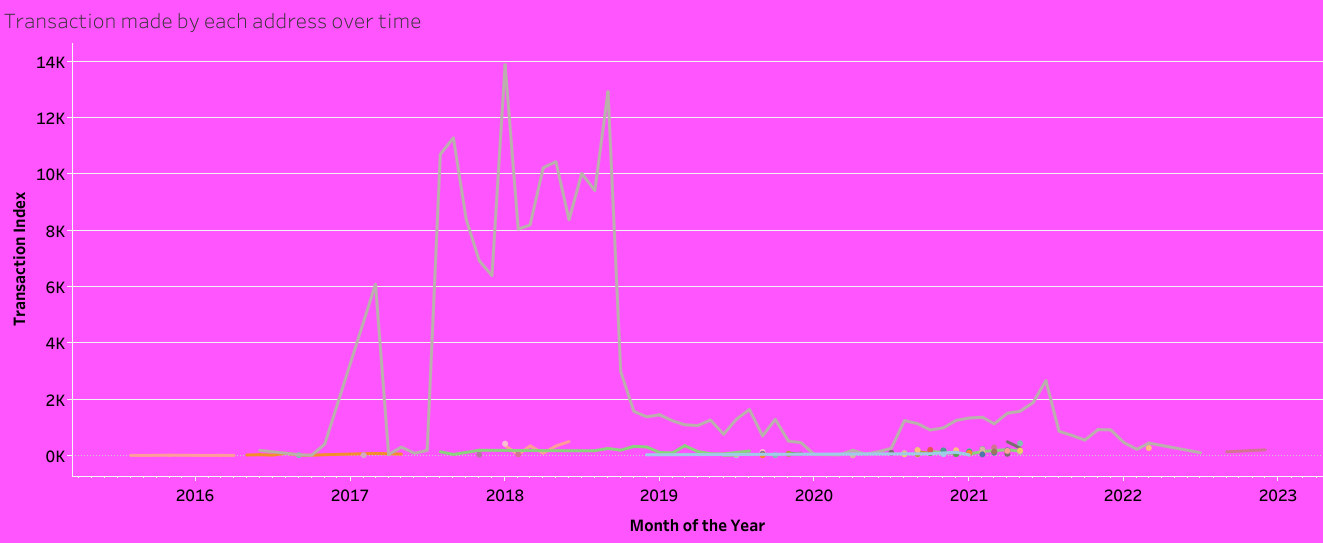 Transaction made by each address over time
14K
12K
10K
8K
6K
4K
2K
0K
Transaction Index
2016 2017 2018 2019 2020 2021 2022 2023
Month of the Year